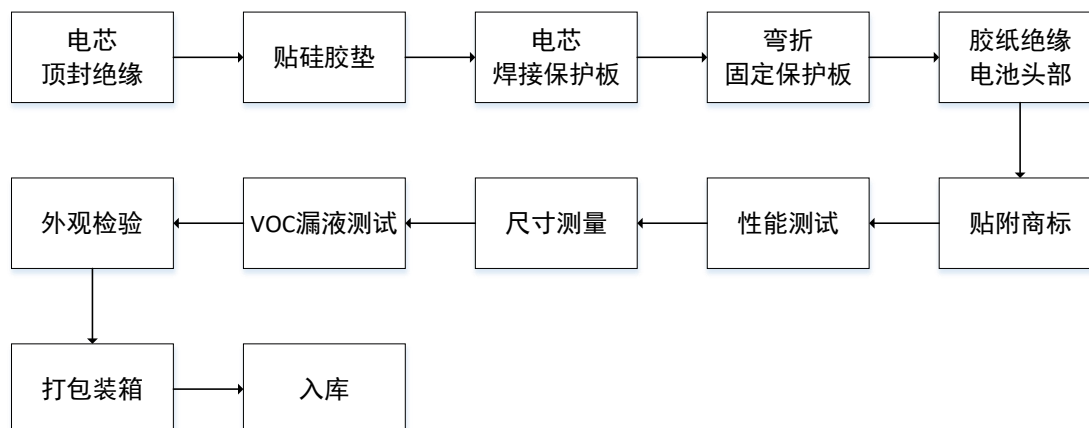 电芯
顶封绝缘
贴硅胶垫
电芯
焊接保护板
弯折
固定保护板
胶纸绝缘
电池头部
贴附商标
性能测试
尺寸测量
VOC漏液测试
外观检验
打包装箱
入库